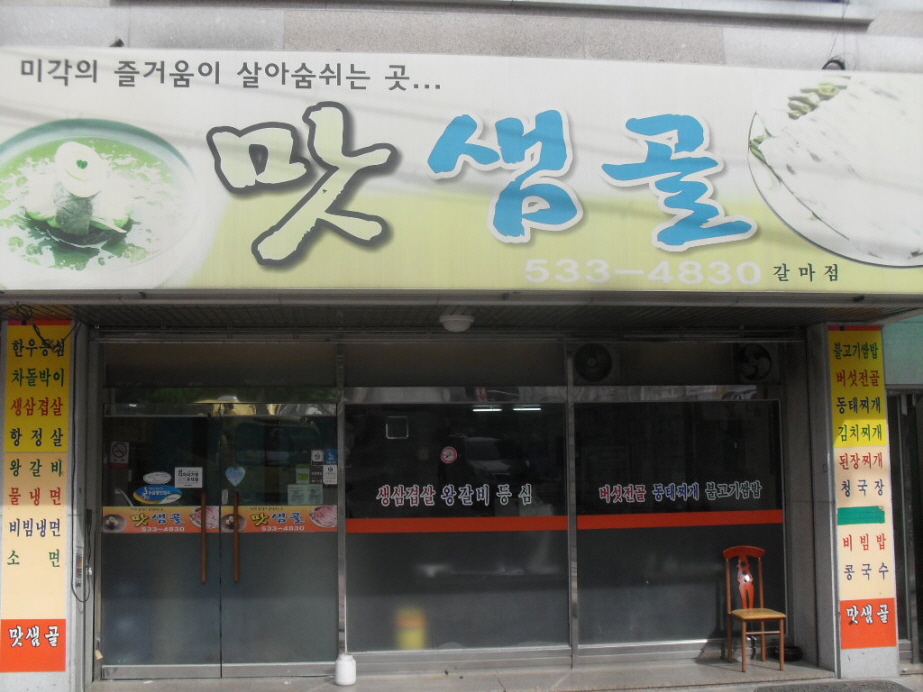 미각의 즐거움이 살아숨쉬는 곳...
맛샘골
533-4830 갈마점
한우등심
차돌박이
생삼겹살
항정살
왕갈비
물냉면
비빔냉면
소면
맛샘골
맛샘골
533-4830
맛샘골
533-4830
생삼겹살 왕갈비 등심
버섯전골 동태찌개 불고기쌈밥
불고기쌈밥
버섯전골
동태찌개
김치찌개
된장찌개
청국장
비빔밥
콩국수
맛샘골